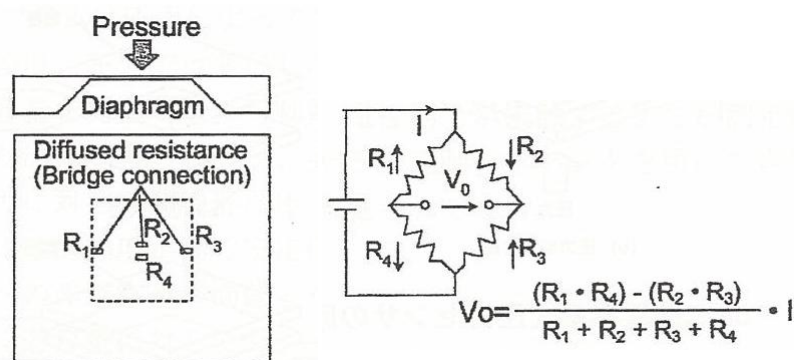 Pressure
Diaphragm
Diffused resistance
(Bridge connection)
R₁
R₂
R₃
R₄
I
R₁
R₂
V₀
R₄
R₃
Vo= (R₁ • R₄) - (R₂ • R₃) / R₁ + R₂ + R₃ + R₄ • I